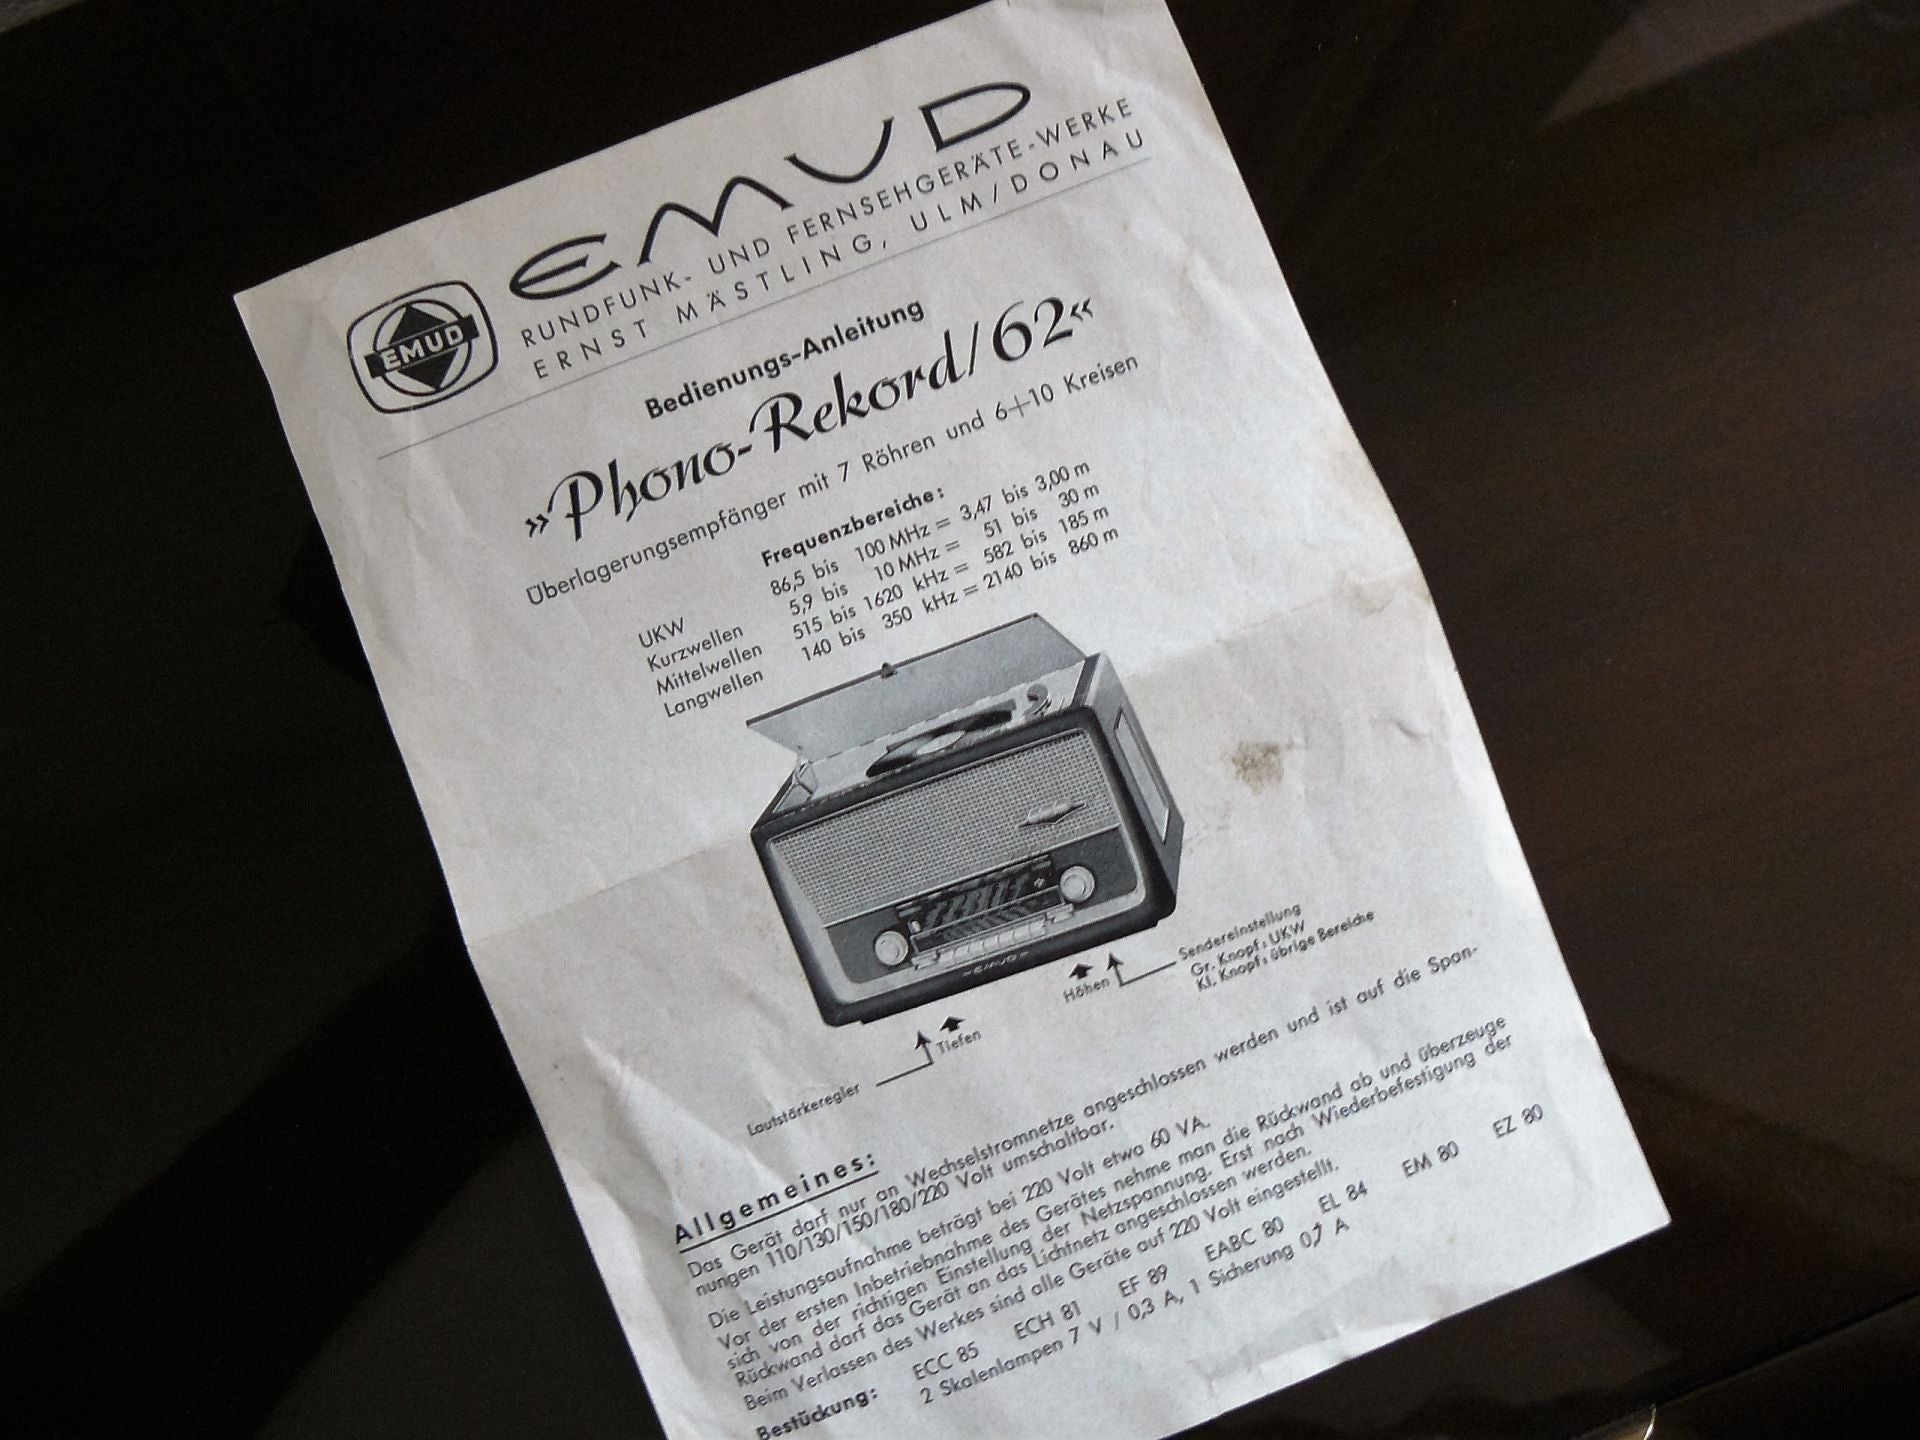 EMUD
EMUD
RUNDFUNK- UND FERNSEHGERÄTE-WERKE
ERNST MÄSTLING, ULM/DONAU
Bedienungs-Anleitung
»Phono-Rekord/62«
Überlagerungsempfänger mit 7 Röhren und 6+10 Kreisen
Frequenzbereiche:
UKW 86,5 bis 100 MHz = 3,47 bis 3,00 m
Kurzwellen 5,9 bis 10 MHz = 51 bis 30 m
Mittelwellen 515 bis 1620 kHz = 582 bis 185 m
Langwellen 140 bis 350 kHz = 2140 bis 860 m
EMUD
Lautstärkeregler
Tiefen
Höhen
Sendereinstellung
Gr. Knopf: UKW
Kl. Knopf: übrige Bereiche
Allgemeines:
Das Gerät darf nur an Wechselstromnetze angeschlossen werden und ist auf die Span-
nungen 110/130/150/180/220 Volt umschaltbar.
Die Leistungsaufnahme beträgt bei 220 Volt etwa 60 VA.
Vor der ersten Inbetriebnahme des Gerätes nehme man die Rückwand ab und überzeuge
sich von der richtigen Einstellung der Netzspannung. Erst nach Wiederbefestigung der
Rückwand darf das Gerät an das Lichtnetz angeschlossen werden.
Beim Verlassen des Werkes sind alle Geräte auf 220 Volt eingestellt.
Bestückung: ECC 85 ECH 81 EF 89 EABC 80 EL 84 EM 80 EZ 80
2 Skalenlampen 7 V / 0,3 A, 1 Sicherung 0,7 A